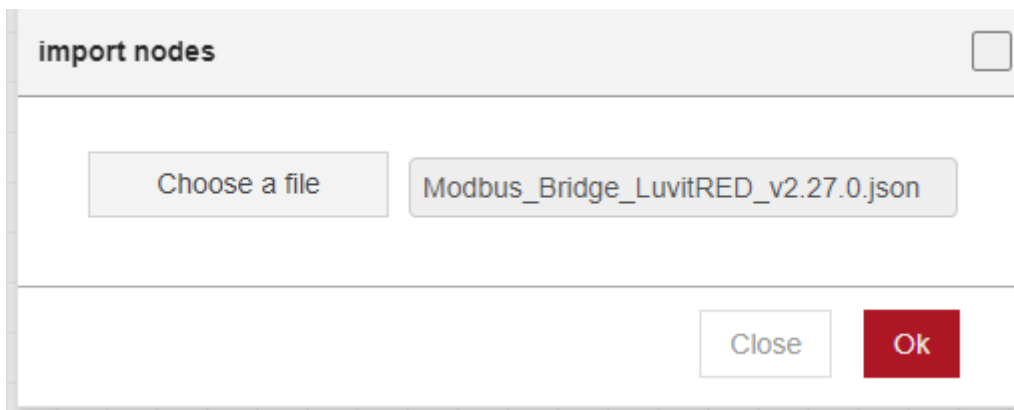 import nodes
Choose a file
Modbus_Bridge_LuvitRED_v2.27.0.json
Close
Ok